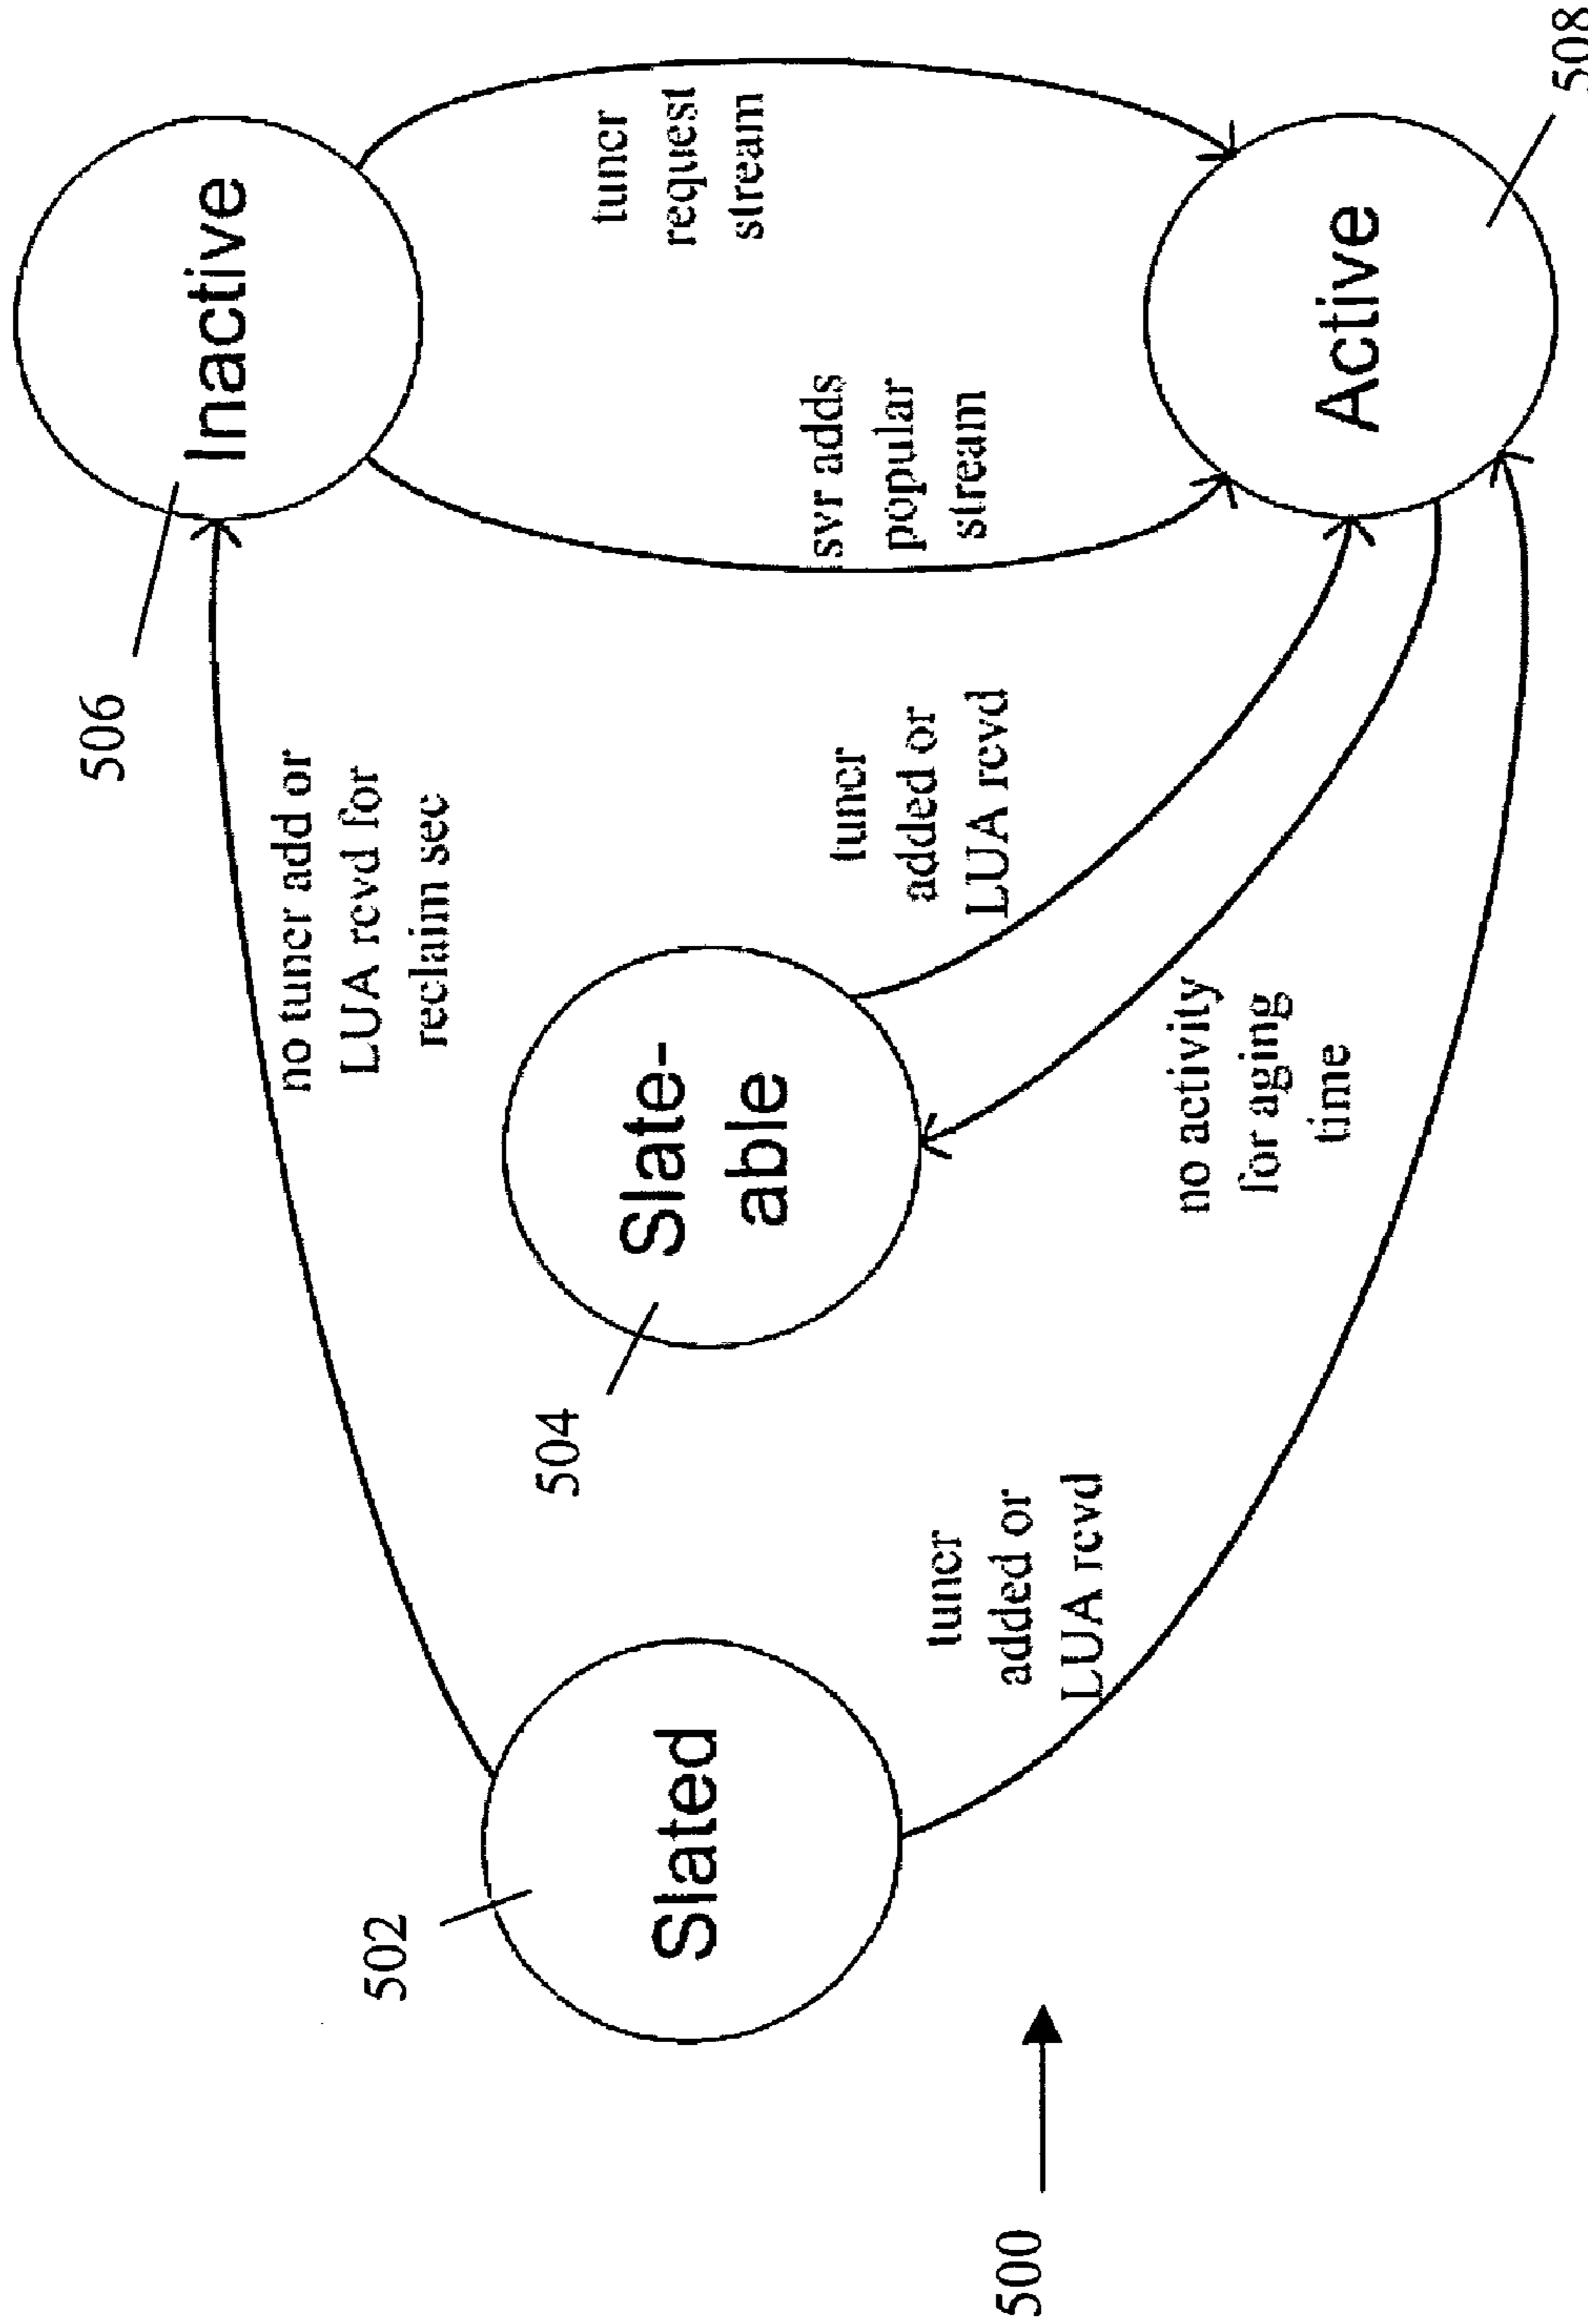 506
Inactive
no tuner add or
LUA rcvd for
reclaim sec
tuner
request
stream
502
Slated
504
Slate-
able
tuner
added or
LUA rcvd
svr adds
popular
stream
tuner
added or
LUA rcvd
no activity
for aging
time
Active
508
500